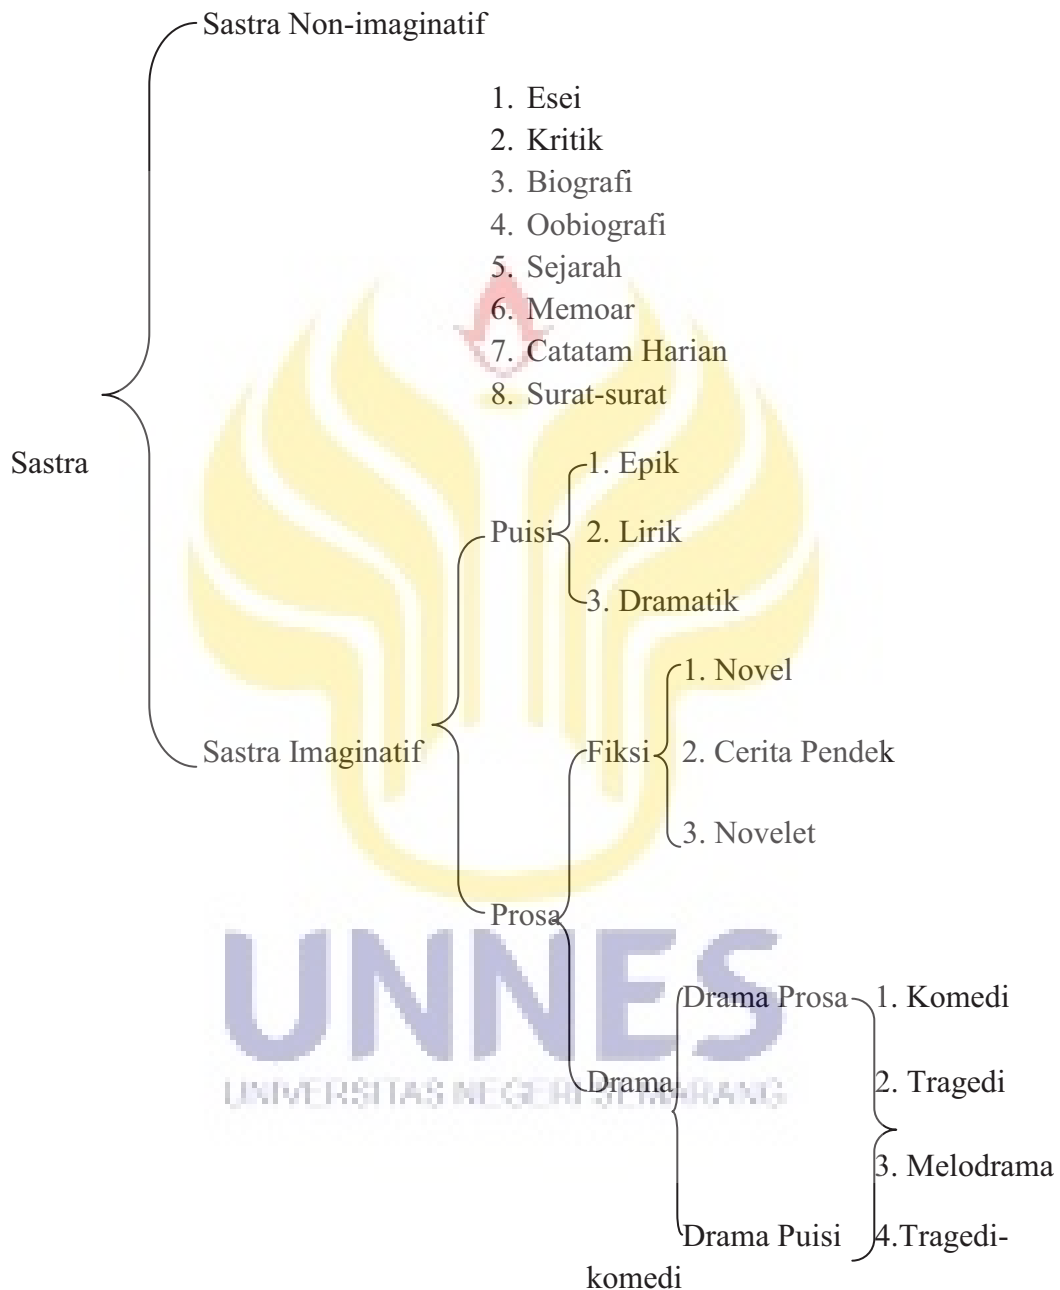 Sastra Non-imaginatif
1. Esei
2. Kritik
3. Biografi
4. Oobiografi
5. Sejarah
6. Memoar
7. Catatam Harian
8. Surat-surat
Sastra
1. Epik
Puisi 2. Lirik
3. Dramatik
1. Novel
Sastra Imaginatif Fiksi 2. Cerita Pendek
3. Novelet
Prosa
UNNES
Drama Prosa 1. Komedi
Drama 2. Tragedi
UNIVERSITAS NEGERI SEMARANG
3. Melodrama
Drama Puisi 4.Tragedi-
komedi